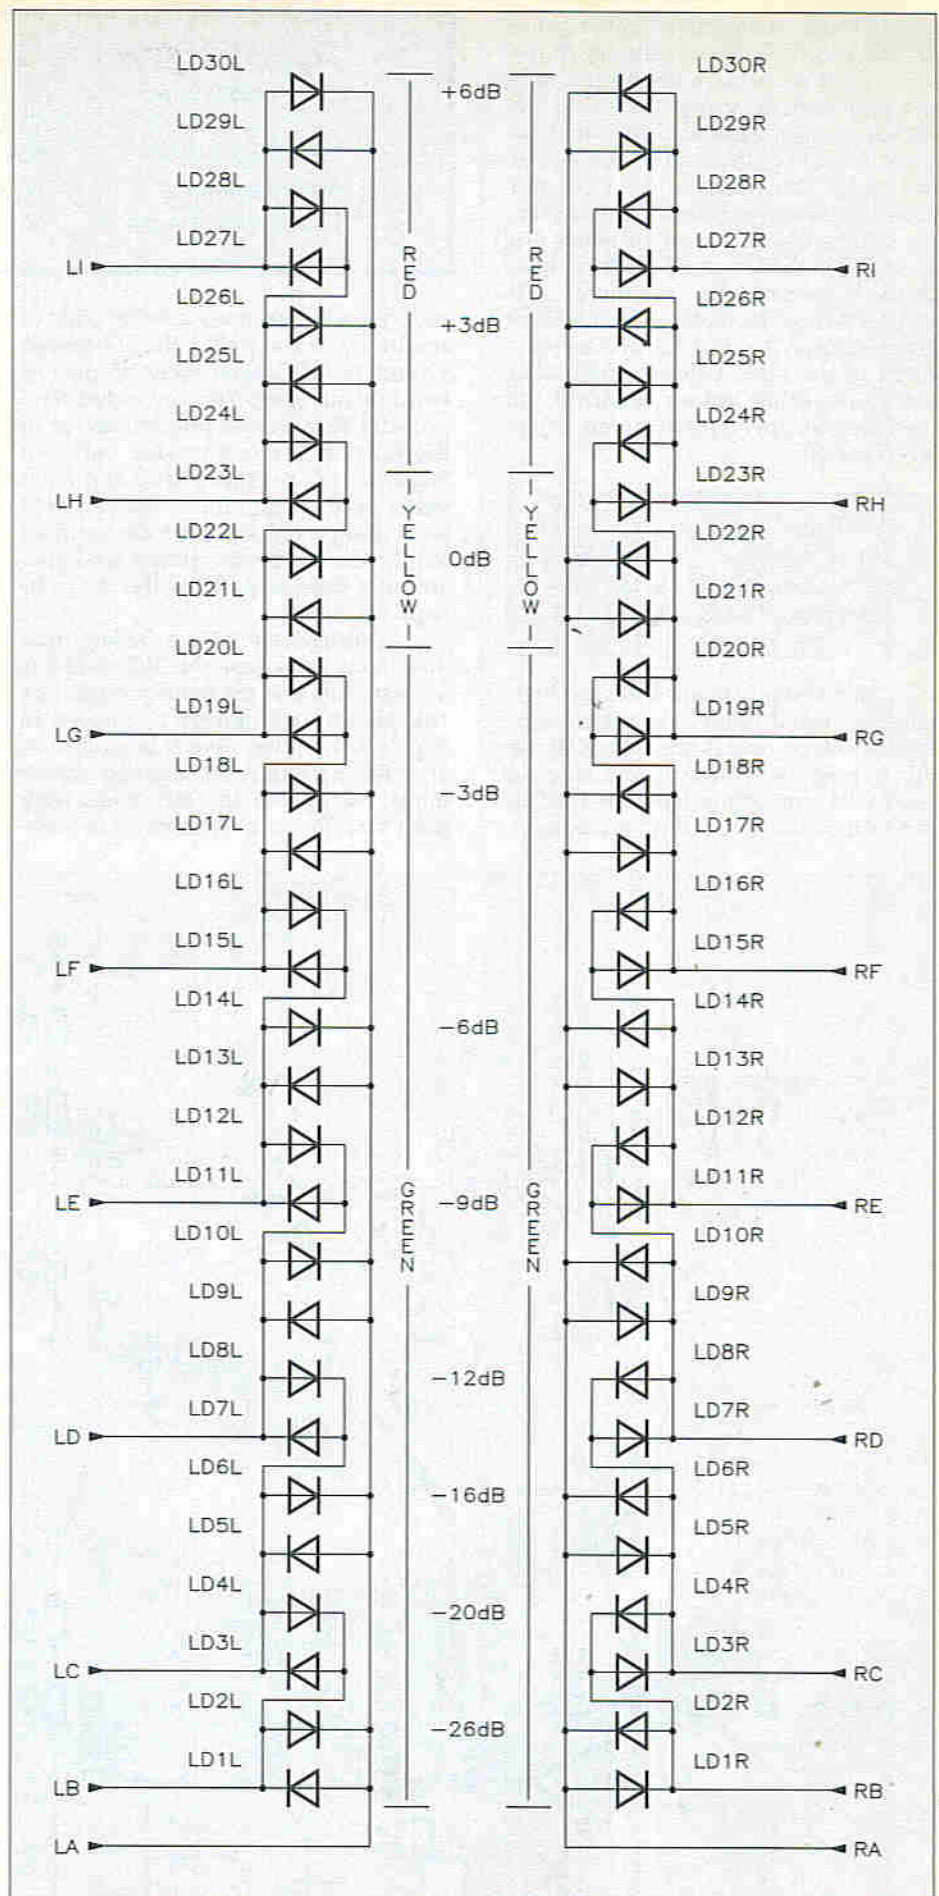 LD30L
+6dB
LD30R
LD29L
LD29R
LD28L
LD28R
LD27L
LD27R
LI
RED
RED
RI
LD26L
LD26R
+3dB
LD25L
LD25R
LD24L
LD24R
LD23L
LD23R
LH
RH
LD22L
LD22R
YELLOW
0dB
YELLOW
LD21L
LD21R
LD20L
LD20R
LD19L
LD19R
LG
RG
LD18L
LD18R
−3dB
LD17L
LD17R
LD16L
LD16R
LD15L
LD15R
LF
RF
LD14L
LD14R
−6dB
LD13L
LD13R
LD12L
LD12R
LD11L
LD11R
LE
GREEN
−9dB
GREEN
RE
LD10L
LD10R
LD9L
LD9R
LD8L
LD8R
−12dB
LD7L
LD7R
LD
RD
LD6L
LD6R
−16dB
LD5L
LD5R
LD4L
LD4R
−20dB
LD3L
LD3R
LC
RC
LD2L
LD2R
−26dB
LD1L
LD1R
LB
RB
LA
RA